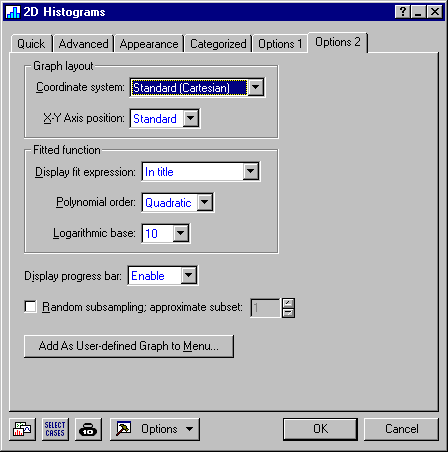 2D Histograms
Quick Advanced Appearance Categorized Options 1 Options 2
Graph layout
Coordinate system: Standard (Cartesian)
X-Y Axis position: Standard
Fitted function
Display fit expression: In title
Polynomial order: Quadratic
Logarithmic base: 10
Display progress bar: Enable
Random subsampling; approximate subset: 1
Add As User-defined Graph to Menu...
SELECT CASES
Options OK Cancel